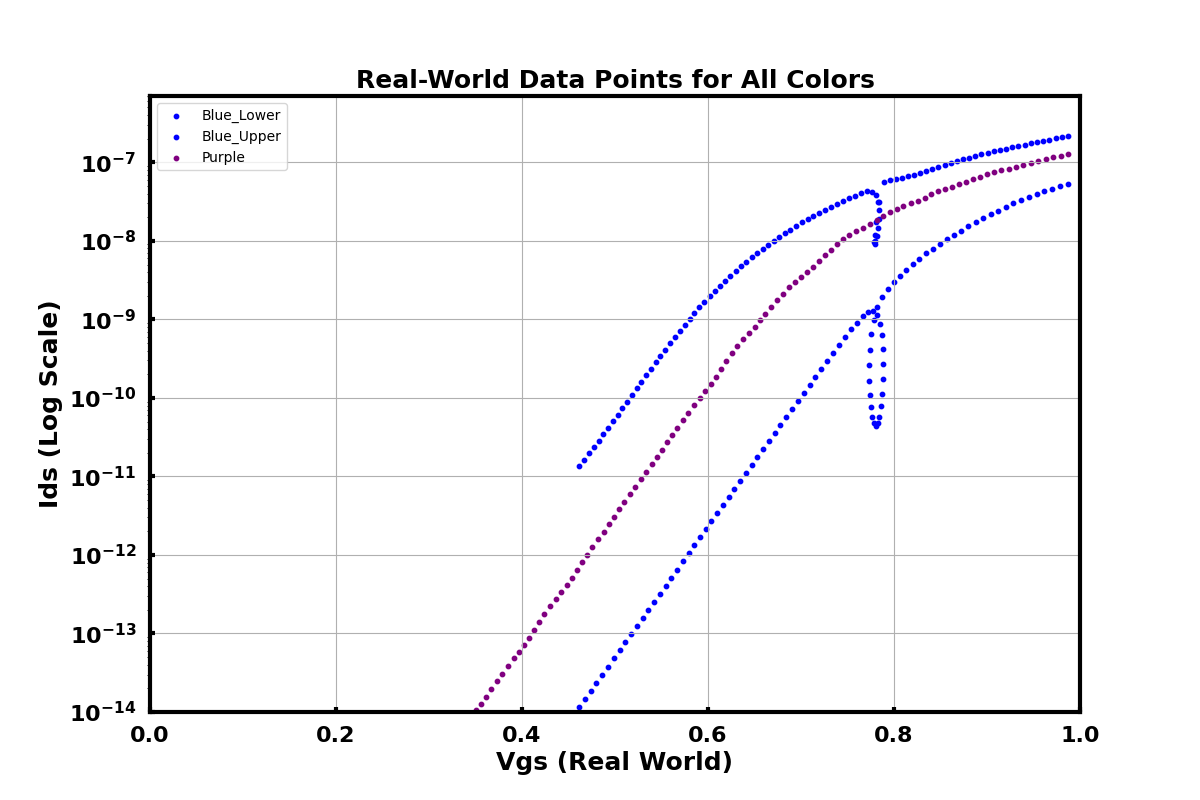 Real-World Data Points for All Colors
Blue_Lower
Blue_Upper
Purple
10⁻⁷
10⁻⁸
10⁻⁹
10⁻¹⁰
10⁻¹¹
10⁻¹²
10⁻¹³
10⁻¹⁴
Ids (Log Scale)
0.0 0.2 0.4 0.6 0.8 1.0
Vgs (Real World)